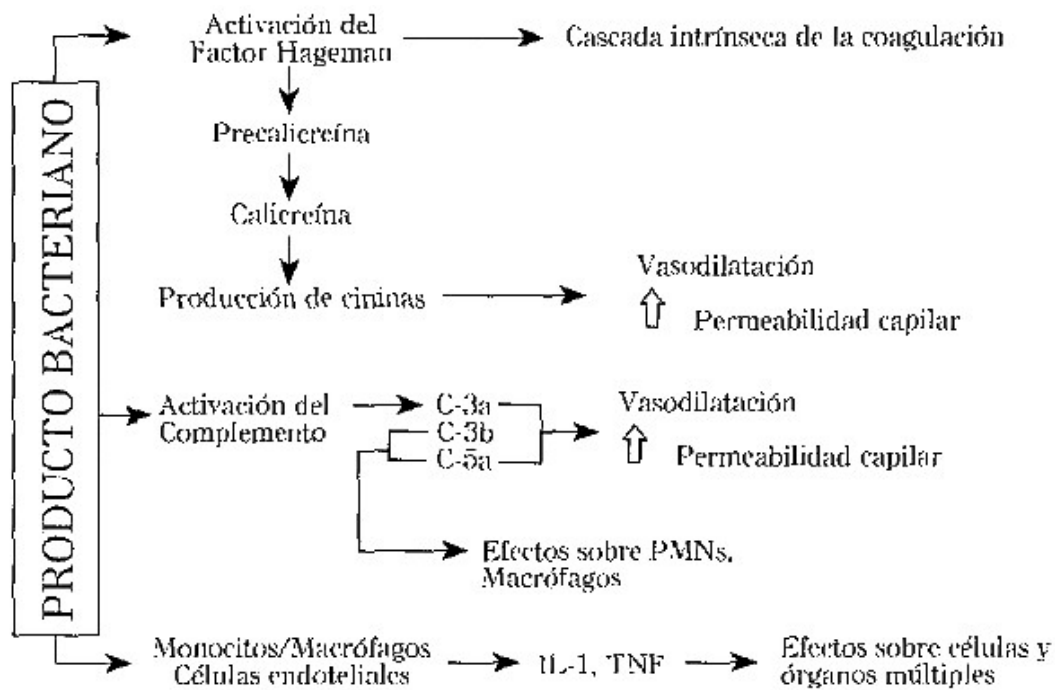 PRODUCTO BACTERIANO
Activación del
Factor Hageman
Cascada intrínseca de la coagulación
Precalicreína
Calicreína
Producción de cininas
Vasodilatación
Permeabilidad capilar
Activación del
Complemento
C-3a
C-3b
C-5a
Vasodilatación
Permeabilidad capilar
Efectos sobre PMNs.
Macrófagos
Monocitos/Macrófagos
Células endoteliales
IL-1, TNF
Efectos sobre células y
órganos múltiples